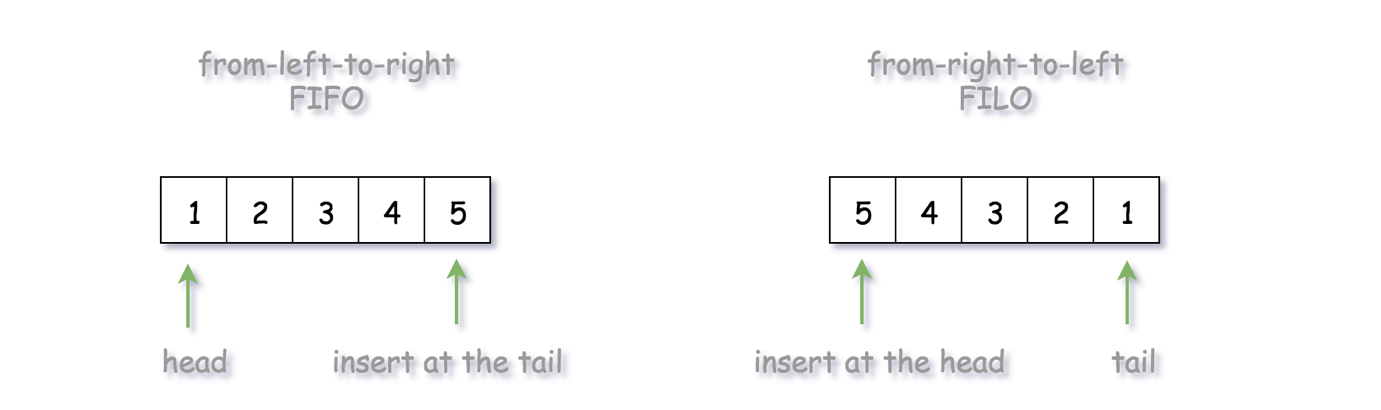 from-left-to-right
FIFO
1 2 3 4 5
head
insert at the tail
from-right-to-left
FILO
5 4 3 2 1
insert at the head
tail